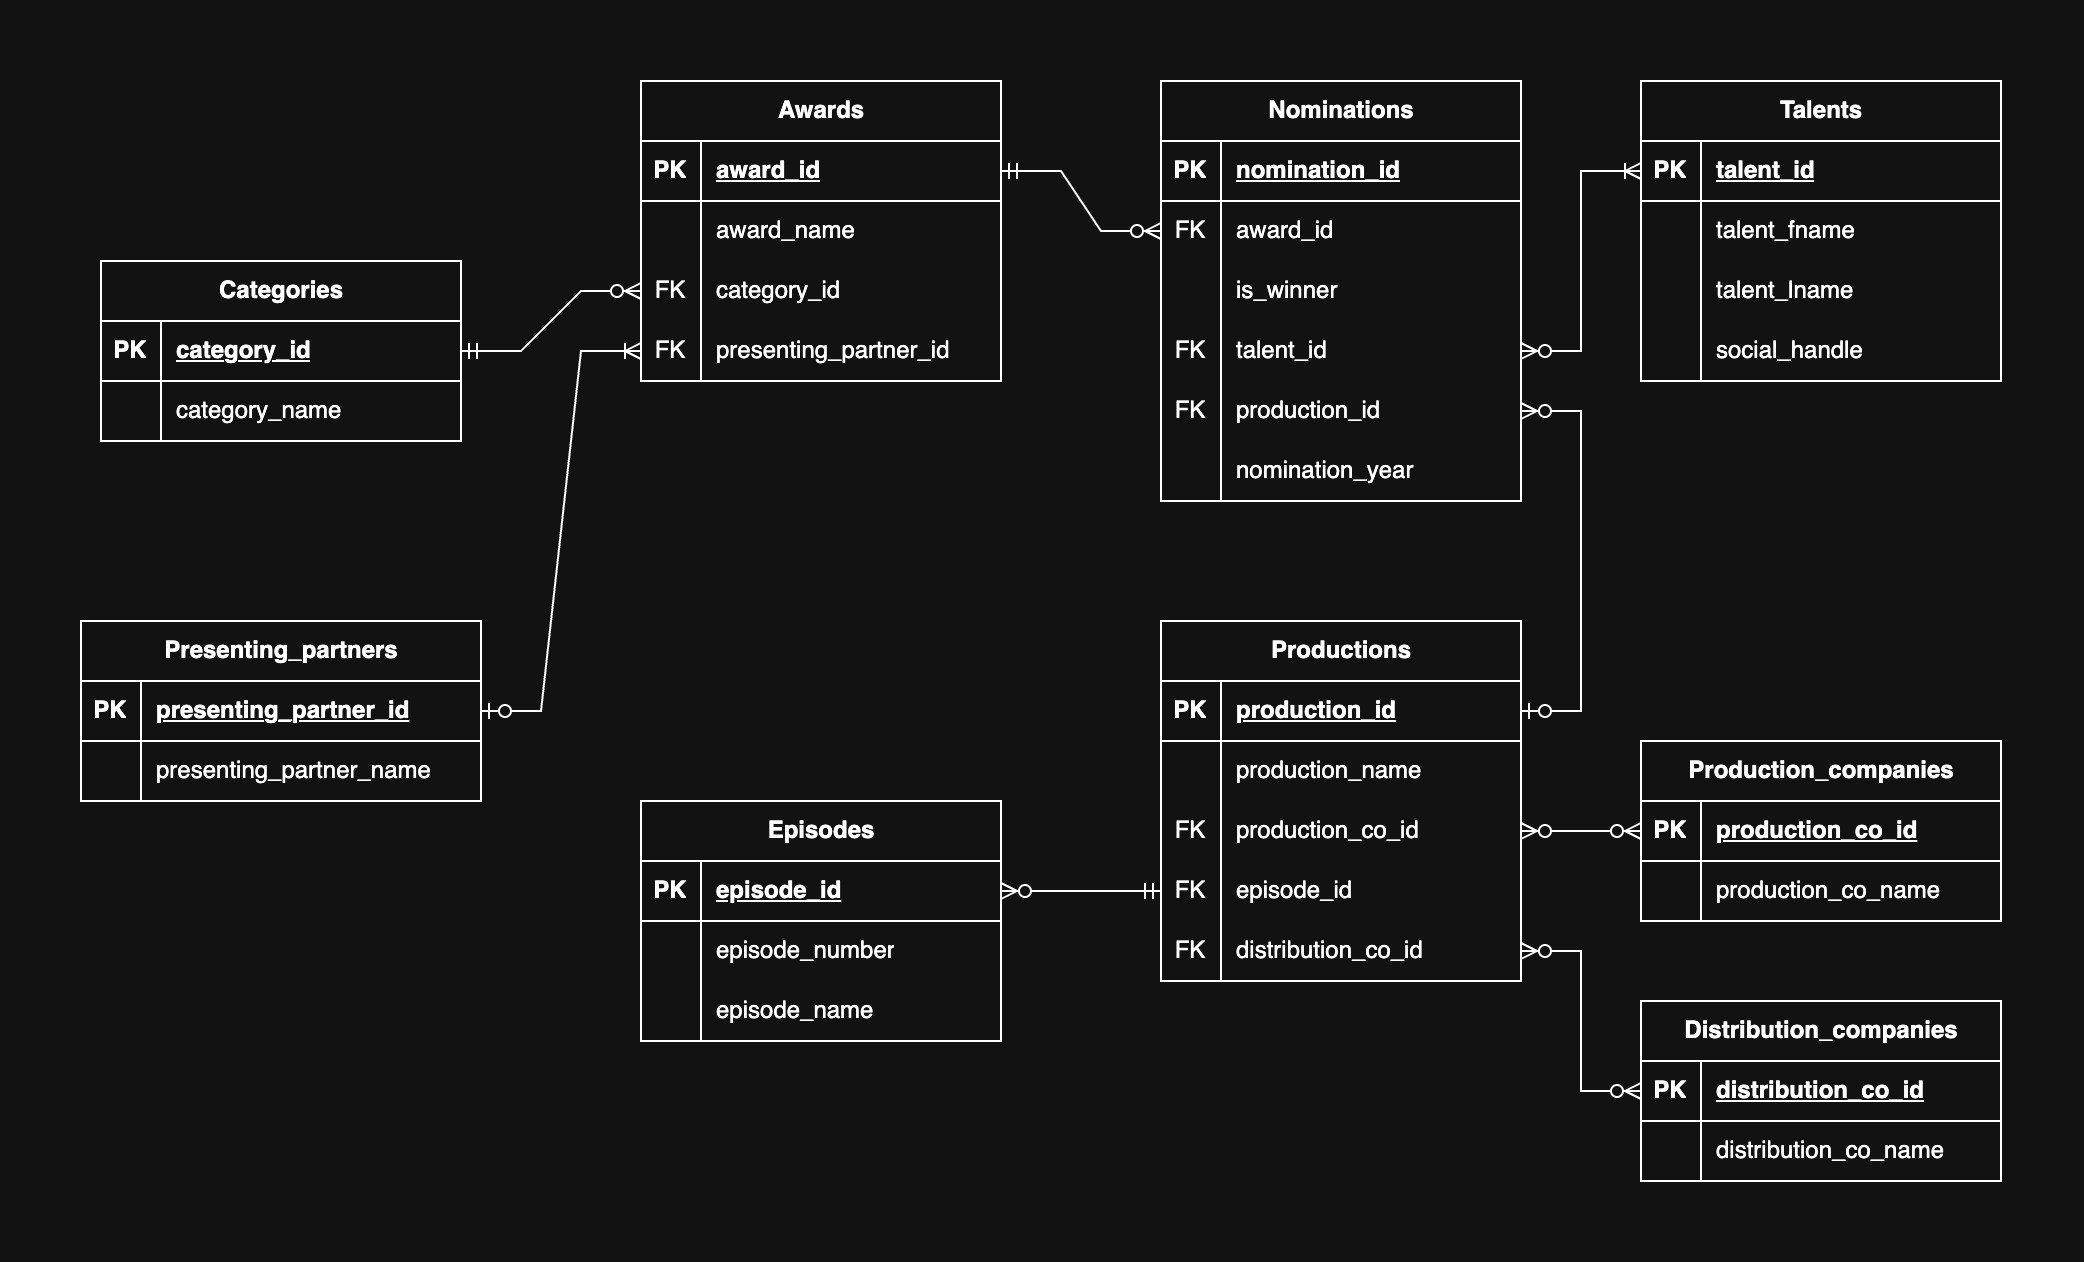 Awards
PK award_id
award_name
FK category_id
FK presenting_partner_id
Nominations
PK nomination_id
FK award_id
is_winner
FK talent_id
FK production_id
nomination_year
Talents
PK talent_id
talent_fname
talent_lname
social_handle
Categories
PK category_id
category_name
Presenting_partners
PK presenting_partner_id
presenting_partner_name
Productions
PK production_id
production_name
FK production_co_id
FK episode_id
FK distribution_co_id
Episodes
PK episode_id
episode_number
episode_name
Production_companies
PK production_co_id
production_co_name
Distribution_companies
PK distribution_co_id
distribution_co_name